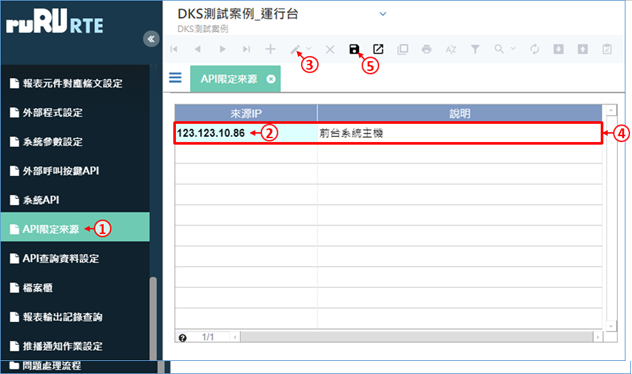 ruRU RTE
DKS測試案例_運行台
DKS測試案例
③
⑤
報表元件對應條文設定
外部程式設定
系統參數設定
外部呼叫按鍵API
系統API
API限定來源
①
API查詢資料設定
檔案櫃
報表輸出記錄查詢
推播通知作業設定
問題處理流程
API限定來源
來源IP
說明
123.123.10.86
②
前台系統主機
④
1/1